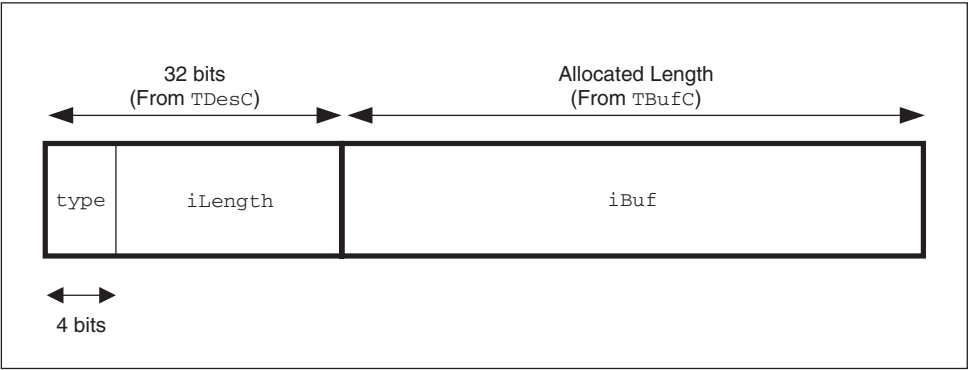 32 bits
(From TDesC)
Allocated Length
(From TBufC)
type
iLength
iBuf
4 bits